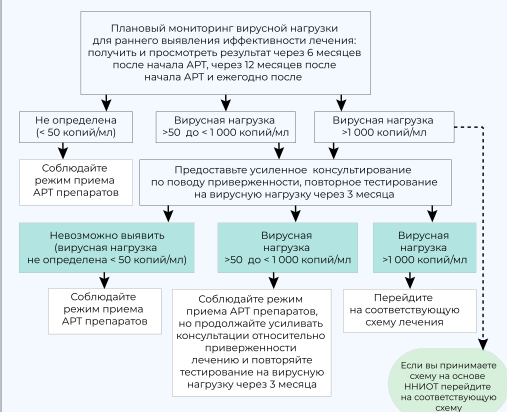 Плановый мониторинг вирусной нагрузки
для раннего выявления иффективности лечения:
получить и просмотреть результат через 6 месяцев
после начала АРТ, через 12 месяцев после
начала АРТ и ежегодно после
Не определена
(< 50 копий/мл)
Вирусная нагрузка
>50 до < 1 000 копий/мл
Вирусная нагрузка
>1 000 копий/мл
Соблюдайте
режим приема
АРТ препаратов
Предоставьте усиленное консультирование
по поводу приверженности, повторное тестирование
на вирусную нагрузку через 3 месяца
Невозможно выявить
(вирусная нагрузка
не определена < 50 копий/мл)
Вирусная
нагрузка
>50 до < 1 000 копий/мл
Вирусная
нагрузка
>1 000 копий/мл
Соблюдайте
режим приема
АРТ препаратов
Соблюдайте режим
приема АРТ препаратов,
но продолжайте усиливать
консультации относительно
приверженности
лечению и повторяйте
тестирование на вирусную
нагрузку через 3 месяца
Перейдите
на соответствующую
схему лечения
Если вы принимаете
схему на основе
ННИОТ перейдите
на соответствующую
схему